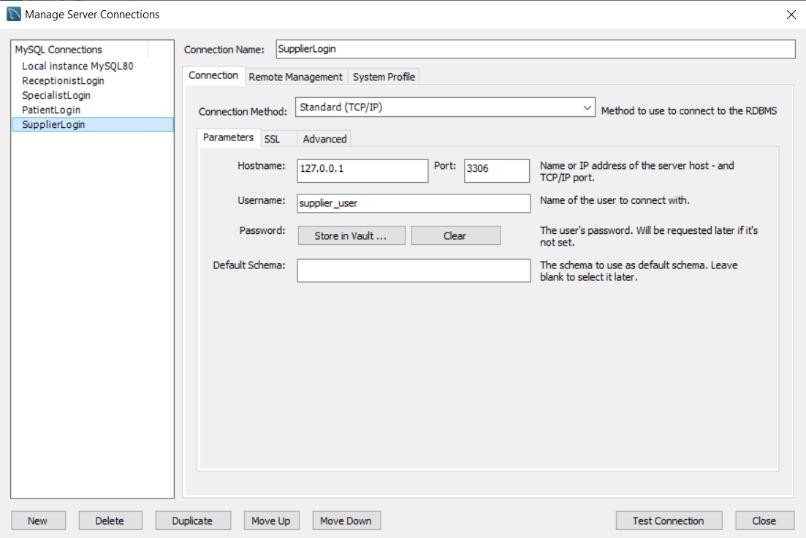 Manage Server Connections
MySQL Connections
Local instance MySQL80
ReceptionistLogin
SpecialistLogin
PatientLogin
SupplierLogin
Connection Name: SupplierLogin
Connection Remote Management System Profile
Connection Method: Standard (TCP/IP) Method to use to connect to the RDBMS
Parameters SSL Advanced
Hostname: 127.0.0.1 Port: 3306 Name or IP address of the server host - and
TCP/IP port.
Username: supplier_user Name of the user to connect with.
Password: Store in Vault ... Clear The user's password. Will be requested later if it's
not set.
Default Schema: The schema to use as default schema. Leave
blank to select it later.
New Delete Duplicate Move Up Move Down Test Connection Close